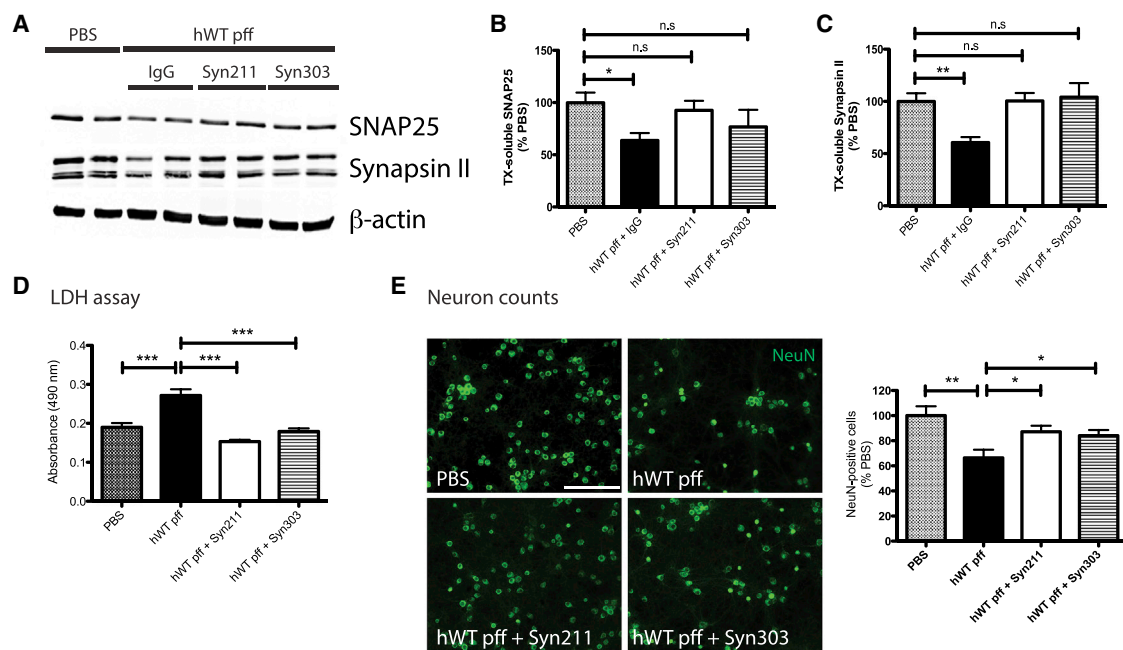 A
PBS
hWT pff
IgG
Syn211
Syn303
SNAP25
Synapsin II
β-actin
B
n.s
n.s
*
150
100
50
TX-soluble SNAP25
(% PBS)
PBS
hWT pff + IgG
hWT pff + Syn211
hWT pff + Syn303
C
n.s
n.s
**
150
100
50
TX-soluble Synapsin II
(% PBS)
PBS
hWT pff + IgG
hWT pff + Syn211
hWT pff + Syn303
D
LDH assay
***
***
***
0.4
0.3
0.2
0.1
0.0
Absorbance (490 nm)
PBS
hWT pff
hWT pff + Syn211
hWT pff + Syn303
E
Neuron counts
NeuN
PBS
hWT pff
hWT pff + Syn211
hWT pff + Syn303
*
**
*
120
100
80
60
40
20
0
NeuN-positive cells
(% PBS)
PBS
hWT pff
hWT pff + Syn211
hWT pff + Syn303